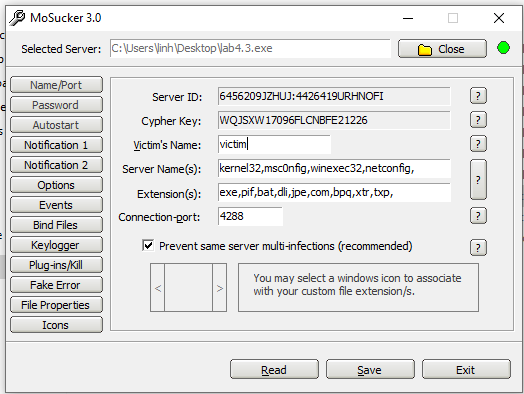 MoSucker 3.0
Selected Server: C:\Users\linh\Desktop\lab4.3.exe Close
Name/Port
Password
Autostart
Notification 1
Notification 2
Options
Events
Bind Files
Keylogger
Plug-ins/Kill
Fake Error
File Properties
Icons
Server ID: 6456209JZHUJ:4426419URHNOFI ?
Cypher Key: WQJSXW17096FLCNBFE21226 ?
Victim's Name: victim ?
Server Name(s): kernel32,msc0nfg,winexec32,netconfig, ?
Extension(s): exe,pif,bat,dli,jpe,com,bpq,xtr,txp,
Connection-port: 4288 ?
Prevent same server multi-infections (recommended) ?
< >
You may select a windows icon to associate
with your custom file extension/s.
Read Save Exit